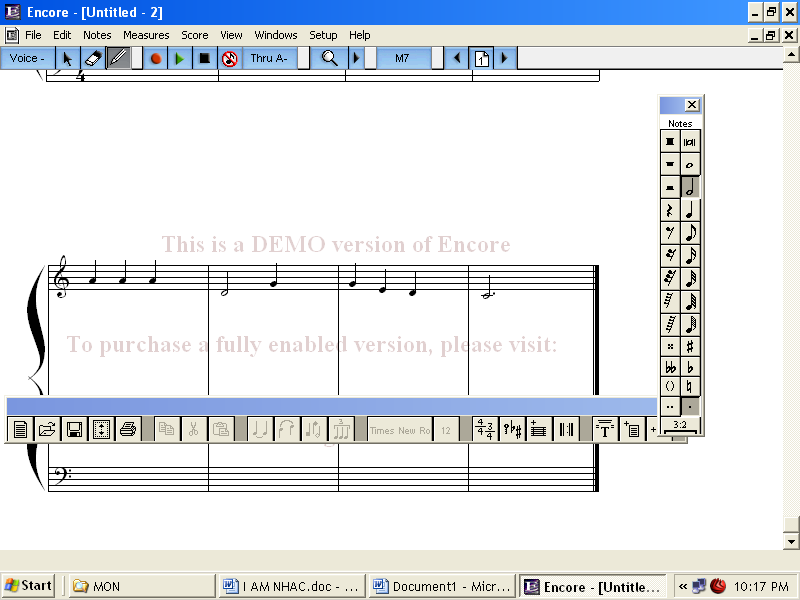 Encore - [Untitled - 2]
File Edit Notes Measures Score View Windows Setup Help
Voice - Thru A- M7 1
4
Notes
This is a DEMO version of Encore
To purchase a fully enabled version, please visit:
Times New Ro 12
3:2
Start MON I AM NHAC.doc - ... Document1 - Micr... Encore - [Untitle... 10:17 PM